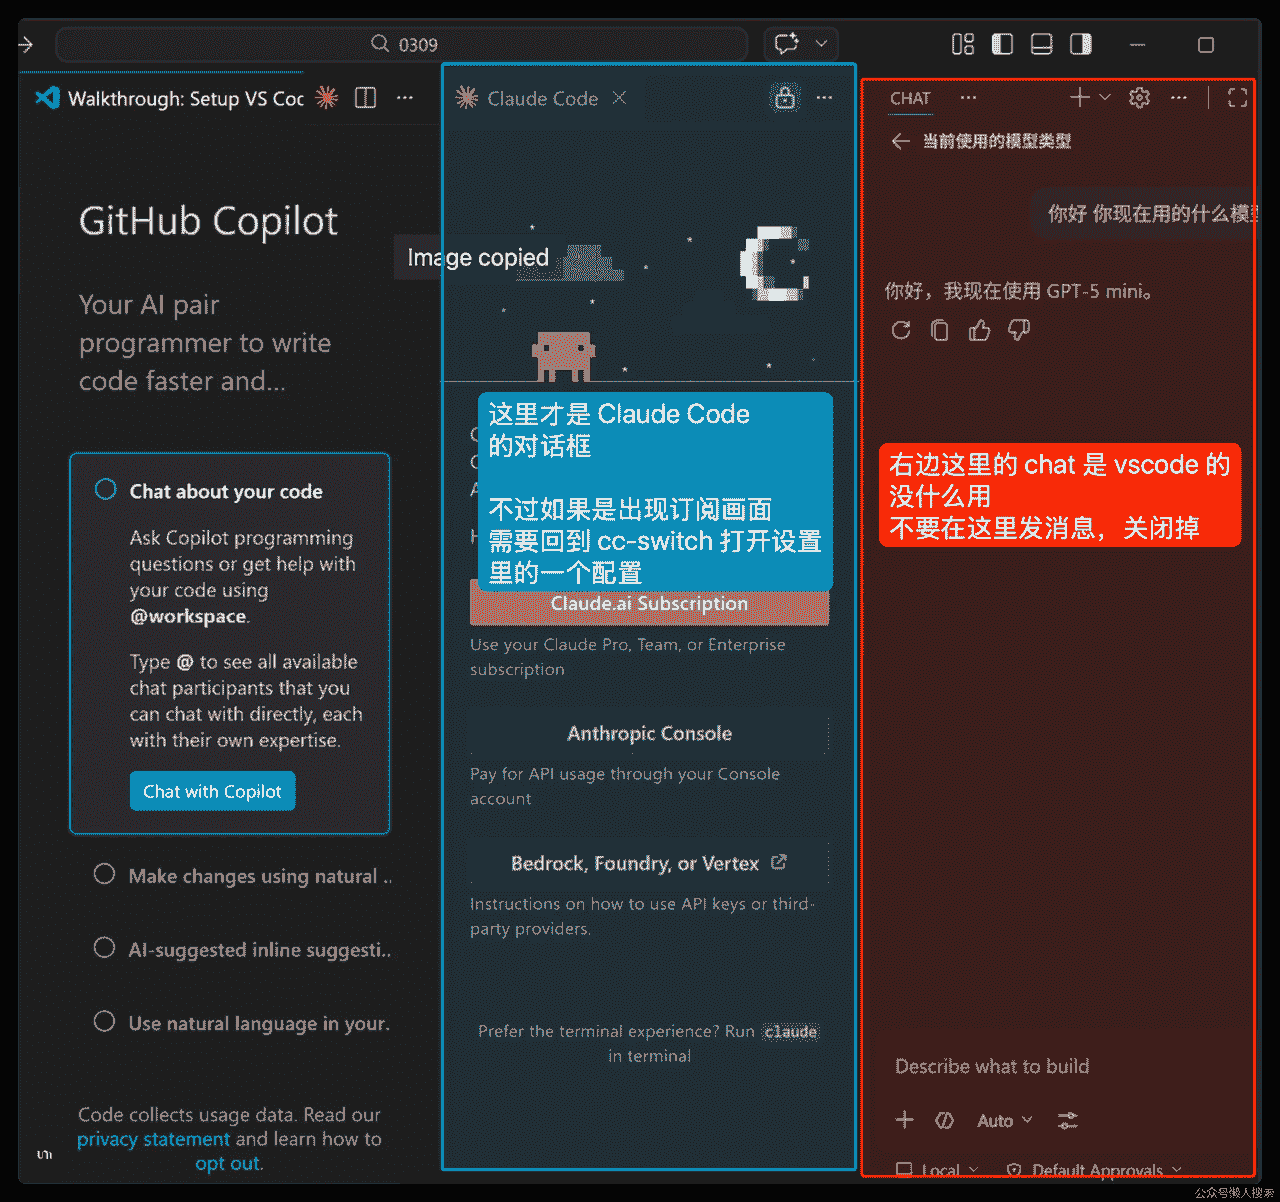 0309
Walkthrough: Setup VS Coc
GitHub Copilot
Your AI pair
programmer to write
code faster and...
Chat about your code
Ask Copilot programming
questions or get help with
your code using
@workspace.
Type @ to see all available
chat participants that you
can chat with directly, each
with their own expertise.
Chat with Copilot
Make changes using natural ..
AI-suggested inline suggesti..
Use natural language in your.
Code collects usage data. Read our
privacy statement and learn how to
opt out.
Claude Code
Image copied
这里才是 Claude Code
的对话框
不过如果是出现订阅画面
需要回到 cc-switch 打开设置
里的一个配置
Claude.ai Subscription
Use your Claude Pro, Team, or Enterprise
subscription
Anthropic Console
Pay for API usage through your Console
account
Bedrock, Foundry, or Vertex
Instructions on how to use API keys or third-
party providers.
Prefer the terminal experience? Run claude
in terminal
CHAT
当前使用的模型类型
你好 你现在用的什么模型
你好，我现在使用 GPT-5 mini。
右边这里的 chat 是 vscode 的
没什么用
不要在这里发消息，关闭掉
Describe what to build
Auto
Local
Default Approvals
公众号懒人搜索